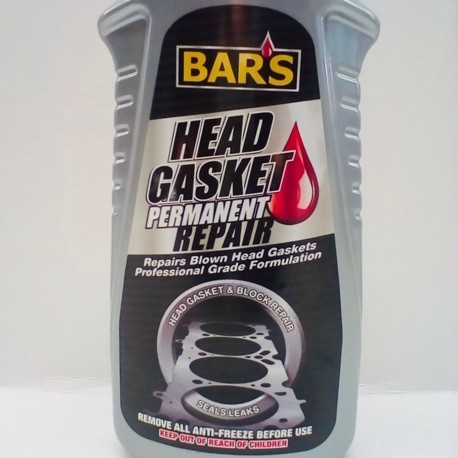 BAR'S
HEAD
GASKET
PERMANENT
REPAIR
Repairs Blown Head Gaskets
Professional Grade Formulation
HEAD GASKET & BLOCK REPAIR
SEALS LEAKS
REMOVE ALL ANTI-FREEZE BEFORE USE
KEEP OUT OF REACH OF CHILDREN